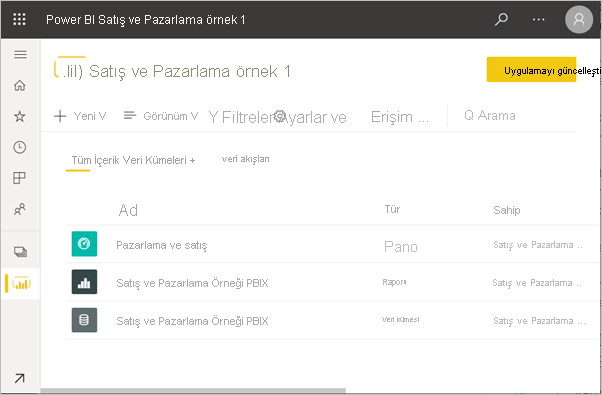 Power BI Satış ve Pazarlama örnek 1
.lil) Satış ve Pazarlama örnek 1
Uygulamayı güncelleşti
Yeni V Görünüm V Y Filtreler Ayarlar ve Erişim ... Q Arama
Tüm İçerik Veri Kümeleri + veri akışları
Ad Tür Sahip
Pazarlama ve satış Pano Satış ve Pazarlama ...
Satış ve Pazarlama Örneği PBIX Raporu Satış ve Pazarlama ...
Satış ve Pazarlama Örneği PBIX Veri kümesi Satış ve Pazarlama ...